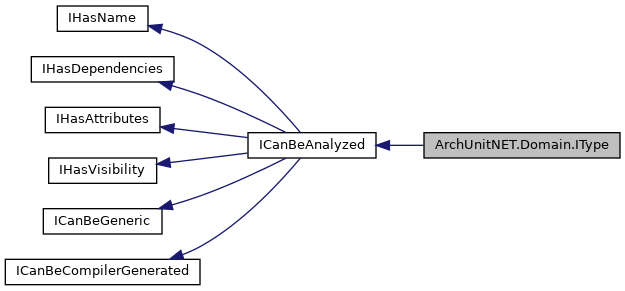 IHasName
IHasDependencies
IHasAttributes
ICanBeAnalyzed
ArchUnitNET.Domain.IType
IHasVisibility
ICanBeGeneric
ICanBeCompilerGenerated